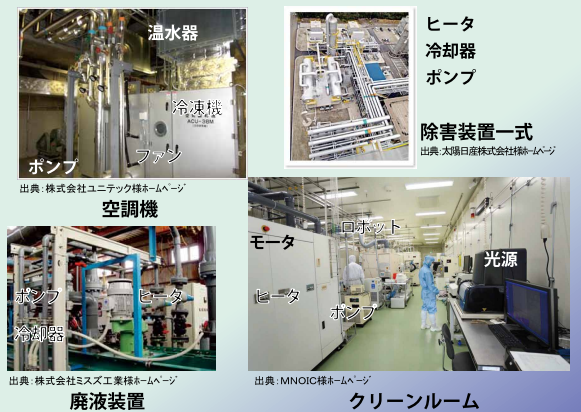 温水器
冷凍機
ACU-3BM
ファン
ポンプ
出典：株式会社ユニテック様ﾎｰﾑﾍﾟｰｼﾞ
空調機
ヒータ
冷却器
ポンプ
除害装置一式
出典：太陽日産株式会社様ﾎｰﾑﾍﾟｰｼﾞ
ポンプ
ヒータ
冷却器
出典：株式会社ミスズ工業様ﾎｰﾑﾍﾟｰｼﾞ
廃液装置
ロボット
モータ
光源
ヒータ
ポンプ
出典：MNOIC様ﾎｰﾑﾍﾟｰｼﾞ
クリーンルーム